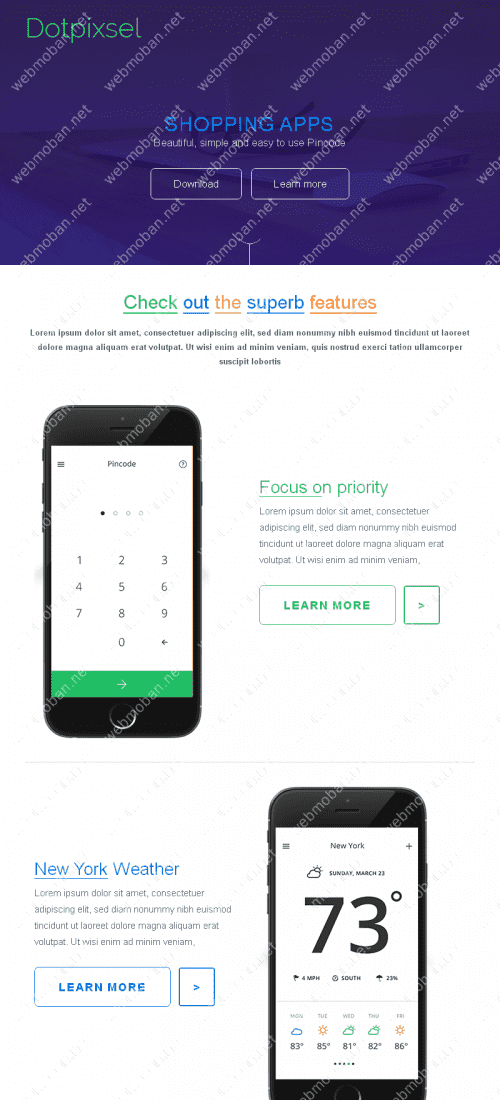 Dotpixsel
SHOPPING APPS
Beautiful, simple and easy to use Pincode
Download
Learn more
Check out the superb features
Lorem ipsum dolor sit amet, consectetuer adipiscing elit, sed diam nonummy nibh euismod tincidunt ut laoreet
dolore magna aliquam erat volutpat. Ut wisi enim ad minim veniam, quis nostrud exerci tation ullamcorper
suscipit lobortis
Pincode
?
1 2 3
4 5 6
7 8 9
0 ←
→
Focus on priority
Lorem ipsum dolor sit amet, consectetuer
adipiscing elit, sed diam nonummy nibh euismod
tincidunt ut laoreet dolore magna aliquam erat
volutpat. Ut wisi enim ad minim veniam,
LEARN MORE
>
New York Weather
Lorem ipsum dolor sit amet, consectetuer
adipiscing elit, sed diam nonummy nibh euismod
tincidunt ut laoreet dolore magna aliquam erat
volutpat. Ut wisi enim ad minim veniam,
LEARN MORE
>
New York +
SUNDAY, MARCH 23
73°
4 MPH SOUTH 23%
MON TUE WED THU FRI
83° 85° 81° 82° 86°
webmoban.net